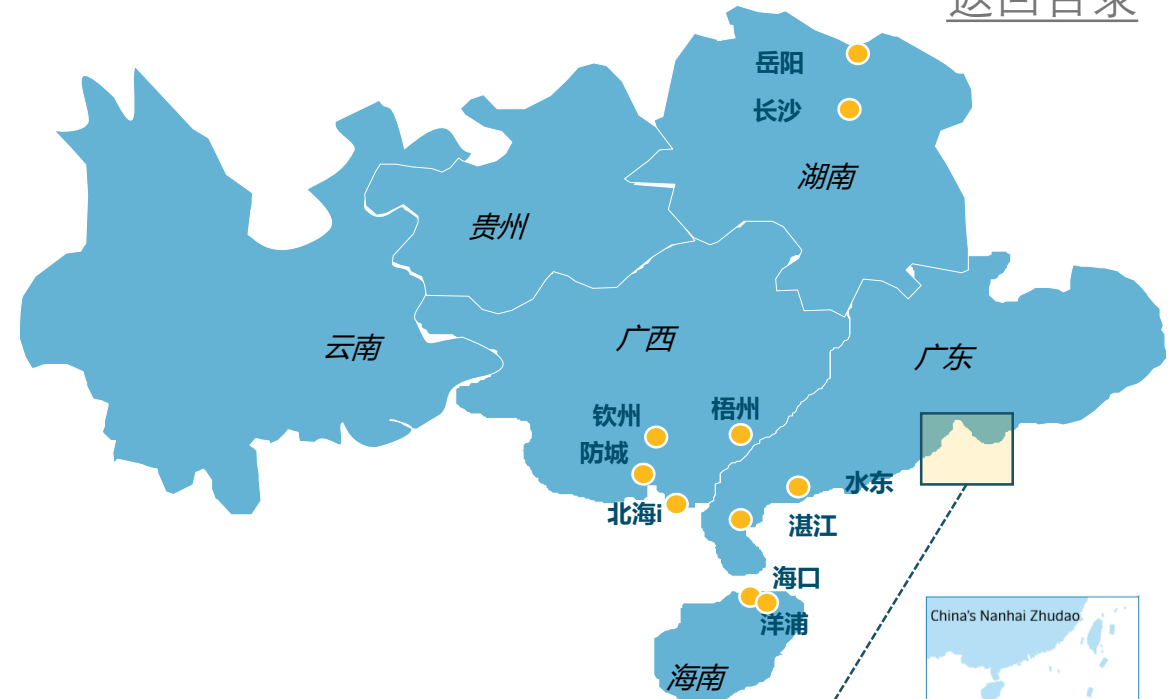 返回目录
岳阳
长沙
湖南
贵州
广西
云南
广东
钦州
梧州
防城
水东
北海i
湛江
海口
China's Nanhai Zhudao
洋浦
海南